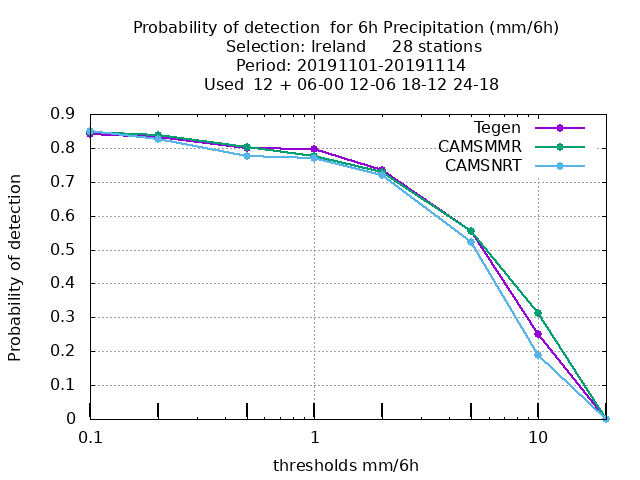 Probability of detection  for 6h Precipitation (mm/6h)
Selection: Ireland     28 stations
Period: 20191101-20191114
Used  12 + 06-00 12-06 18-12 24-18
Tegen
CAMSMMR
CAMSNRT
0.9
0.8
0.7
0.6
0.5
0.4
0.3
0.2
0.1
0
Probability of detection
0.1 1 10
thresholds mm/6h